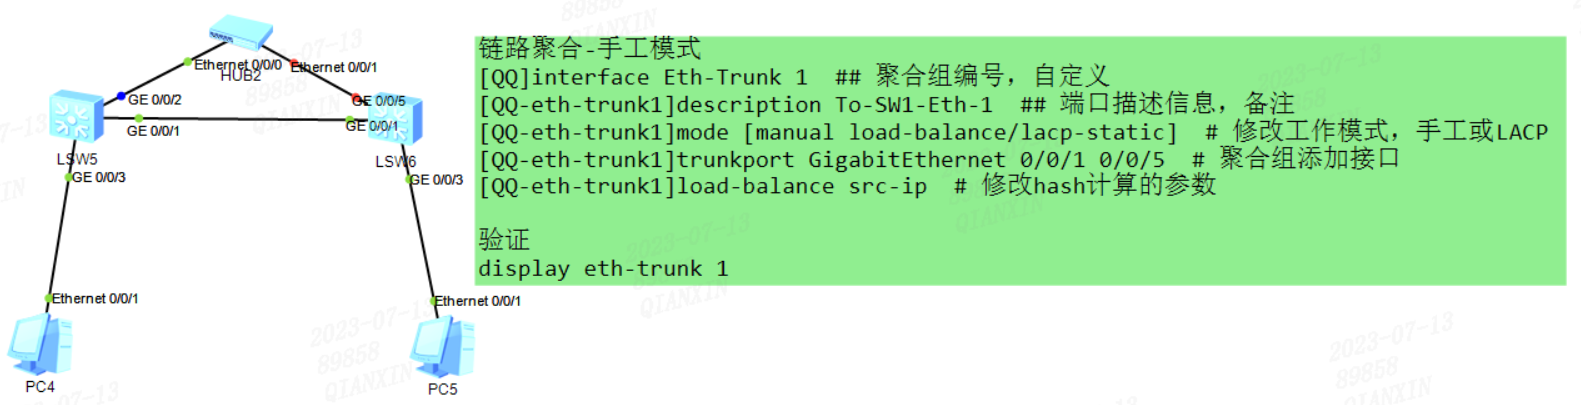 链路聚合-手工模式
[QQ]interface Eth-Trunk 1  ## 聚合组编号，自定义
[QQ-eth-trunk1]description To-SW1-Eth-1  ## 端口描述信息，备注
[QQ-eth-trunk1]mode [manual load-balance/lacp-static]  # 修改工作模式，手工或LACP
[QQ-eth-trunk1]trunkport GigabitEthernet 0/0/1 0/0/5  # 聚合组添加接口
[QQ-eth-trunk1]load-balance src-ip  # 修改hash计算的参数
验证
display eth-trunk 1
Ethernet 0/0/0
Ethernet 0/0/1
HUB2
GE 0/0/2
GE 0/0/5
GE 0/0/1
GE 0/0/1
LSW5
LSW6
GE 0/0/3
GE 0/0/3
Ethernet 0/0/1
Ethernet 0/0/1
PC4
PC5
2023-07-13
89858
QIANXIN